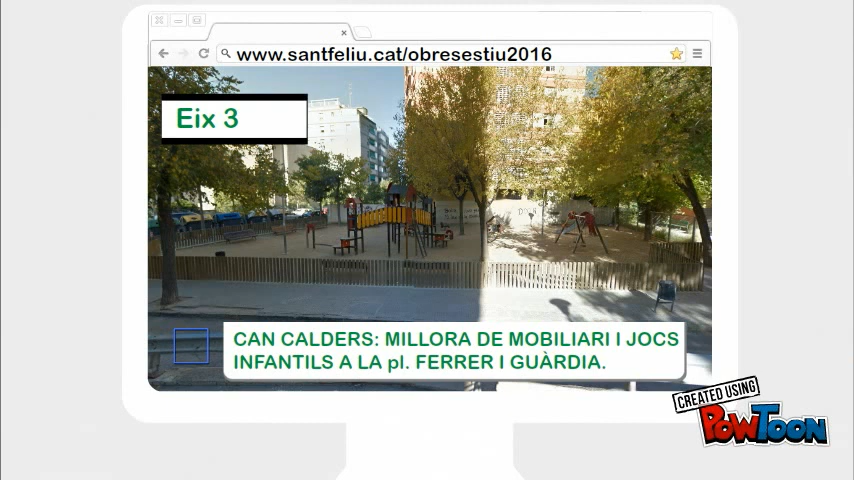 www.santfeliu.cat/obresestiu2016
Eix 3
CAN CALDERS: MILLORA DE MOBILIARI I JOCS
INFANTILS A LA pl. FERRER I GUÀRDIA.
CREATED USING
POWTOON